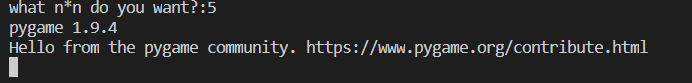 what n*n do you want?:5
pygame 1.9.4
Hello from the pygame community. https://www.pygame.org/contribute.html